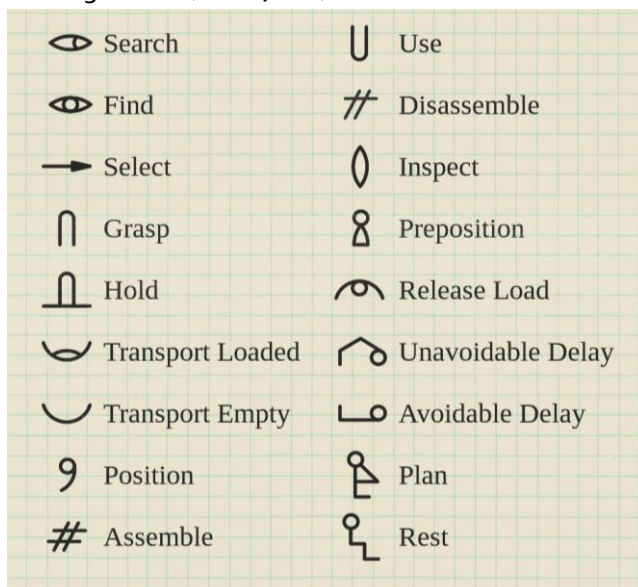 Search
Find
Select
Grasp
Hold
Transport Loaded
Transport Empty
Position
Assemble
Use
Disassemble
Inspect
Preposition
Release Load
Unavoidable Delay
Avoidable Delay
Plan
Rest